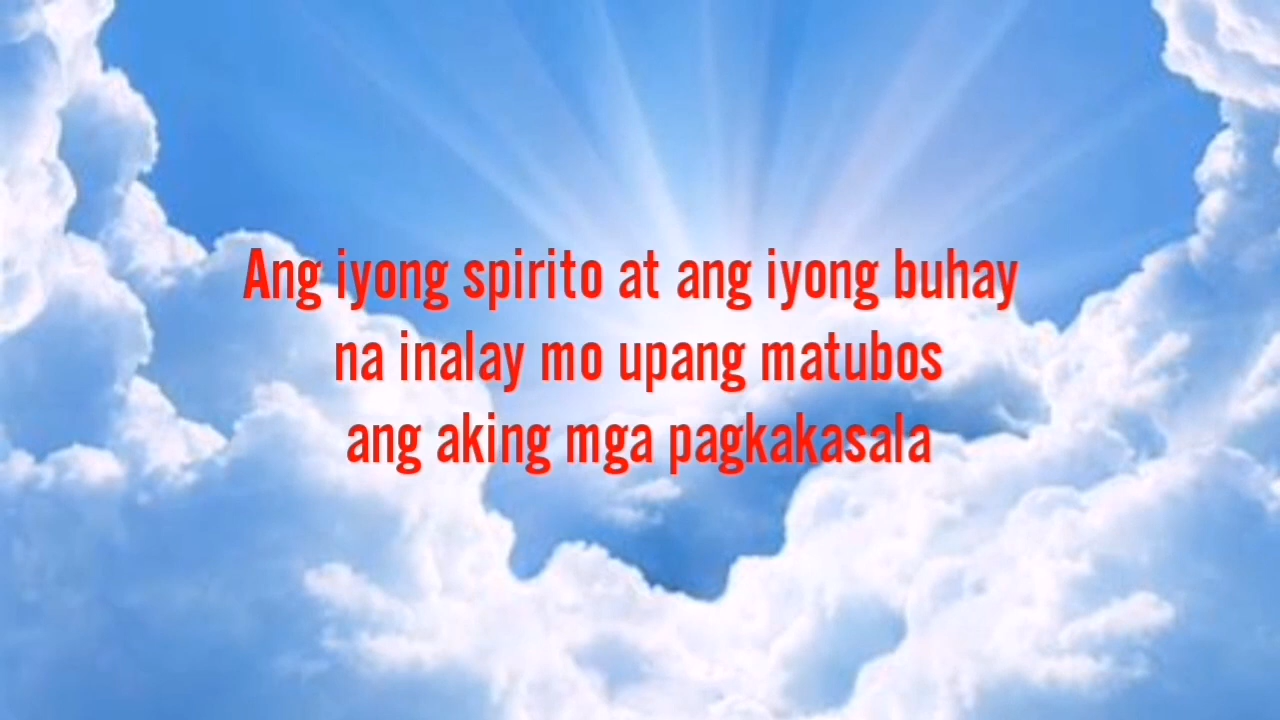 Ang iyong spirito at ang iyong buhay
na inalay mo upang matubos
ang aking mga pagkakasala